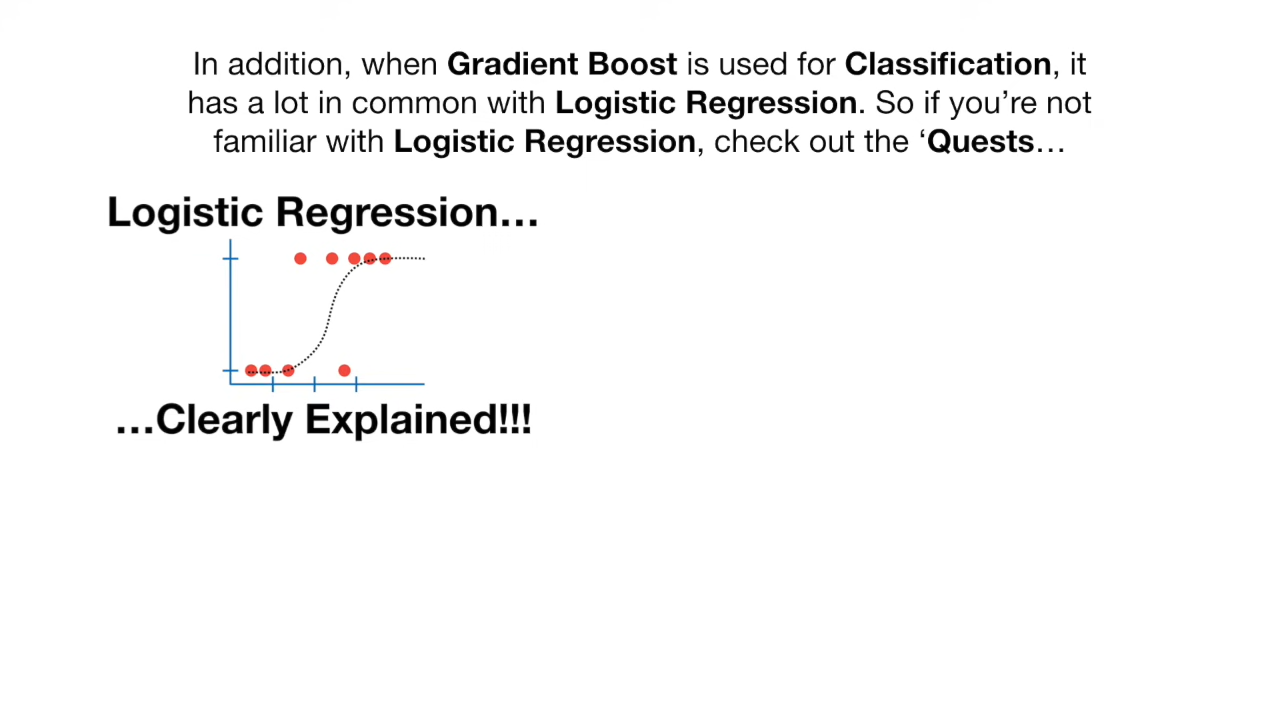 In addition, when Gradient Boost is used for Classification, it
has a lot in common with Logistic Regression. So if you’re not
familiar with Logistic Regression, check out the ‘Quests…
Logistic Regression…
…Clearly Explained!!!